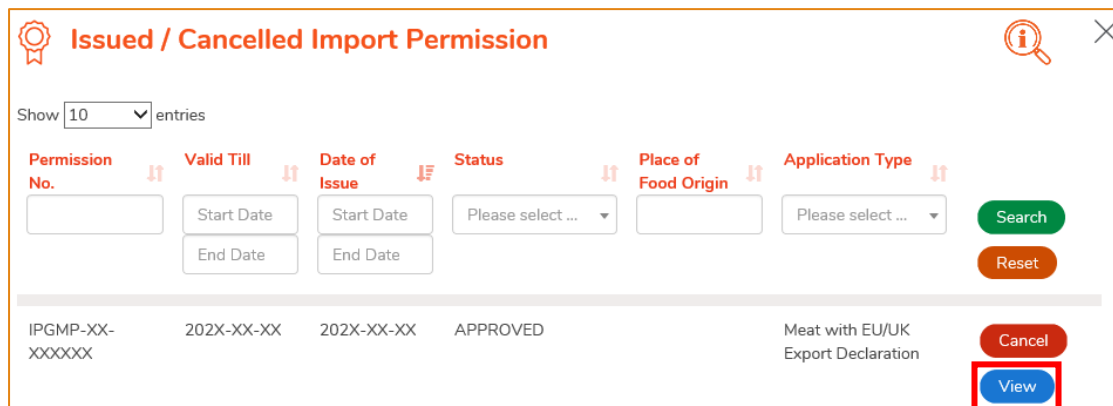 Issued / Cancelled Import Permission
Show 10 entries
Permission No. Valid Till Date of Issue Status Place of Food Origin Application Type
Start Date Start Date Please select ... Please select ... Search
End Date End Date Reset
IPGMP-XX-XXXXXX 202X-XX-XX 202X-XX-XX APPROVED Meat with EU/UK Export Declaration Cancel
View